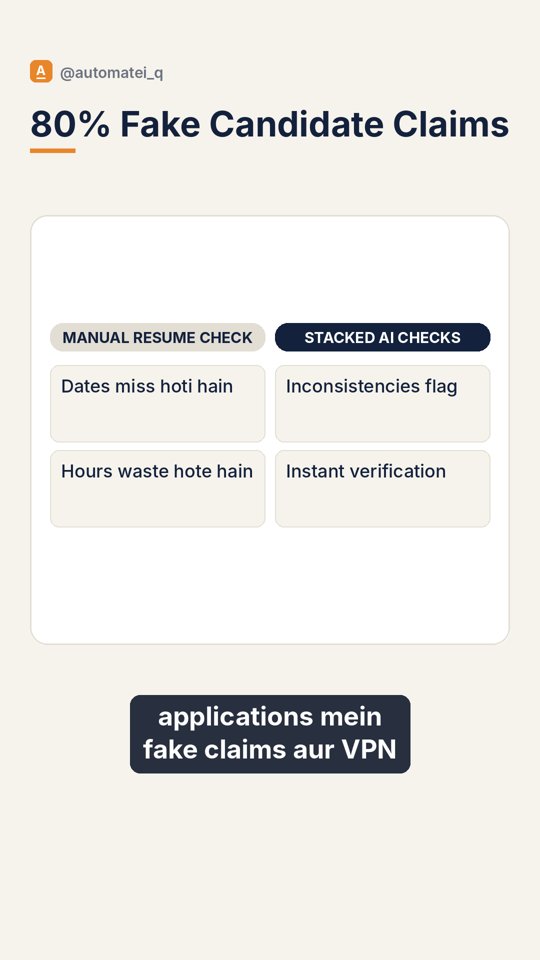 A
@automatei_q
80% Fake Candidate Claims
MANUAL RESUME CHECK
STACKED AI CHECKS
Dates miss hoti hain
Inconsistencies flag
Hours waste hote hain
Instant verification
applications mein
fake claims aur VPN